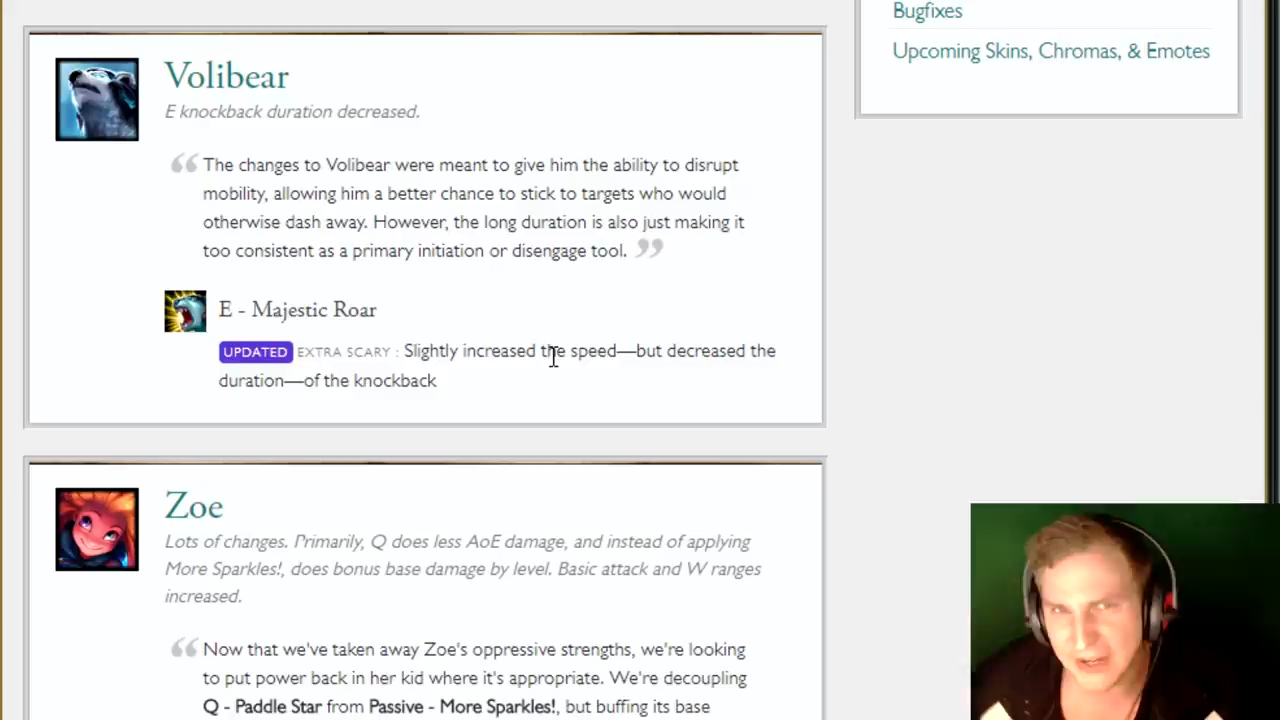 Bugfixes
Upcoming Skins, Chromas, & Emotes
Volibear
E knockback duration decreased.
“ The changes to Volibear were meant to give him the ability to disrupt
mobility, allowing him a better chance to stick to targets who would
otherwise dash away. However, the long duration is also just making it
too consistent as a primary initiation or disengage tool. ”
E - Majestic Roar
UPDATED EXTRA SCARY : Slightly increased the speed—but decreased the
duration—of the knockback
Zoe
Lots of changes. Primarily, Q does less AoE damage, and instead of applying
More Sparkles!, does bonus base damage by level. Basic attack and W ranges
increased.
“ Now that we've taken away Zoe's oppressive strengths, we're looking
to put power back in her kid where it's appropriate. We're decoupling
Q - Paddle Star from Passive - More Sparkles!, but buffing its base